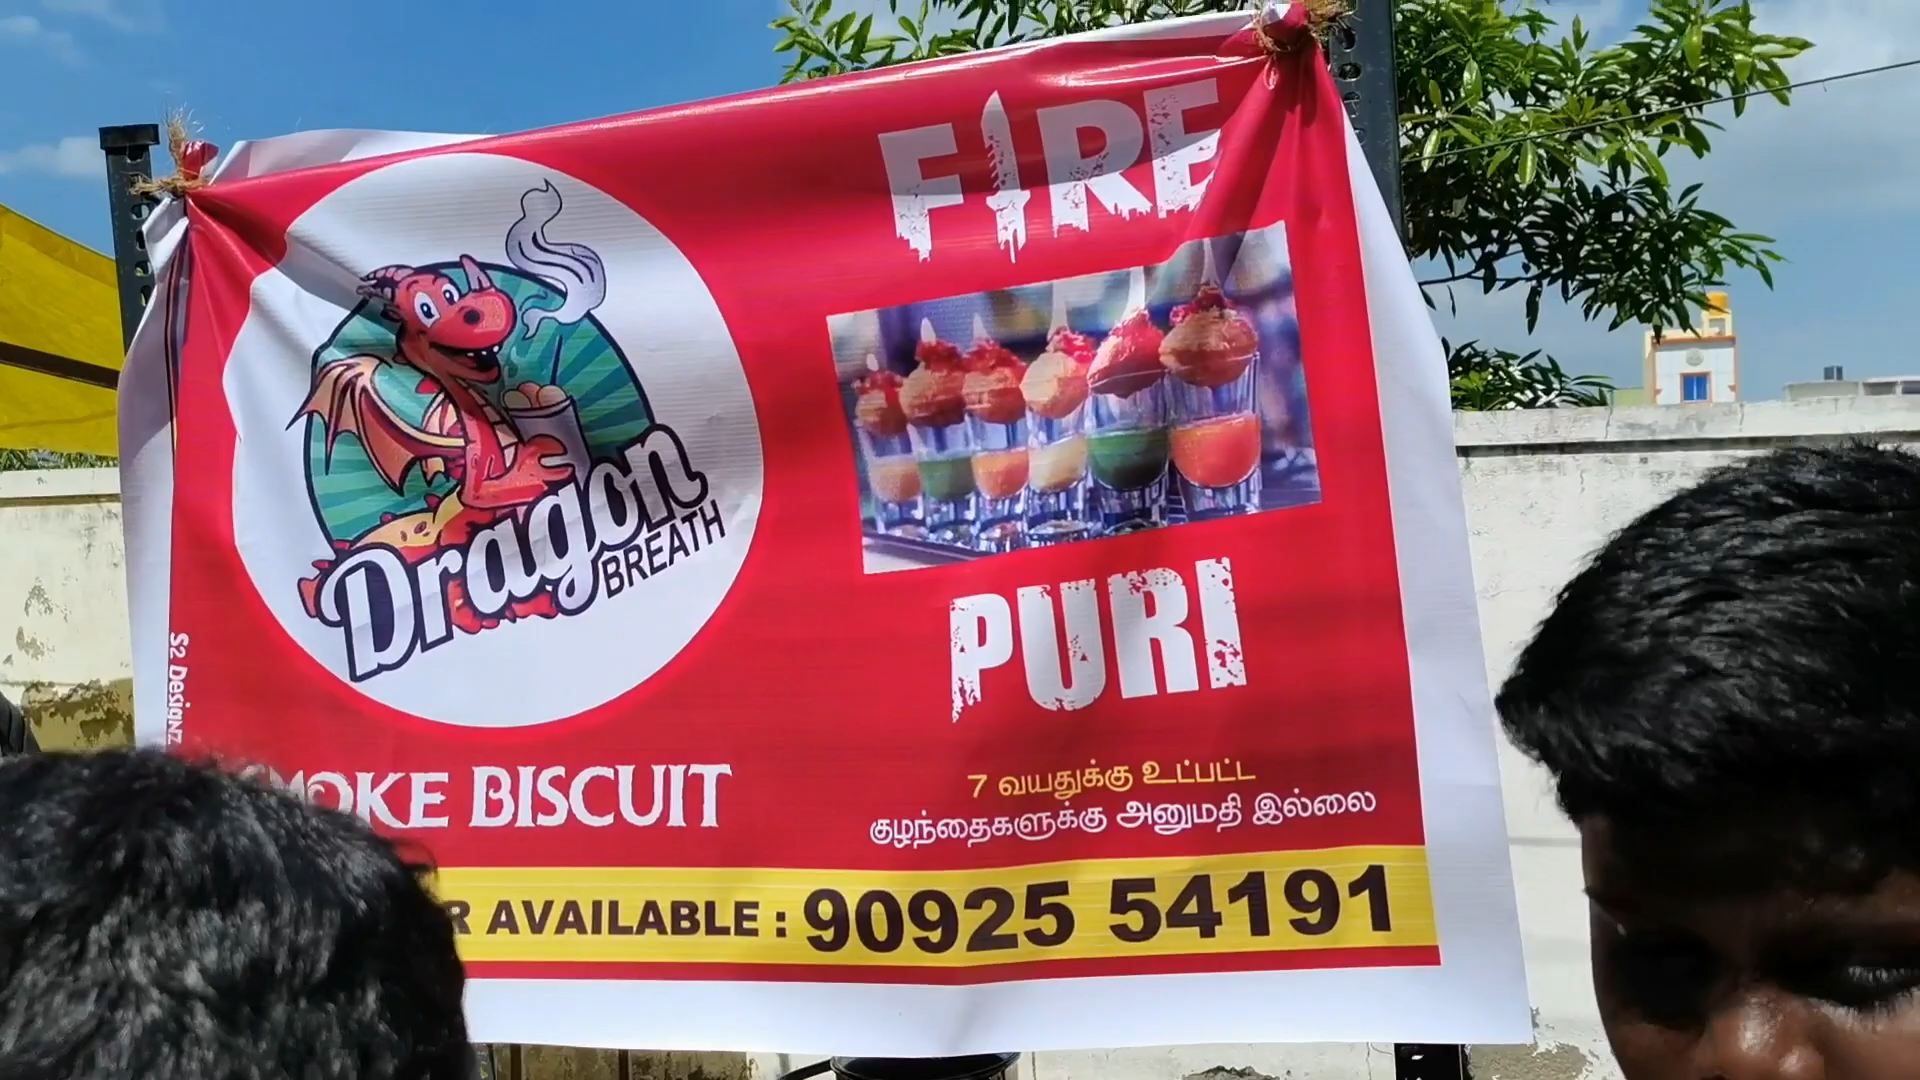 Dragon
BREATH
BISCUIT
FIRE
PURI
7 வயதுக்கு உட்பட்ட
குழந்தைகளுக்கு அனுமதி இல்லை
AVAILABLE : 90925 54191
S2 Designz